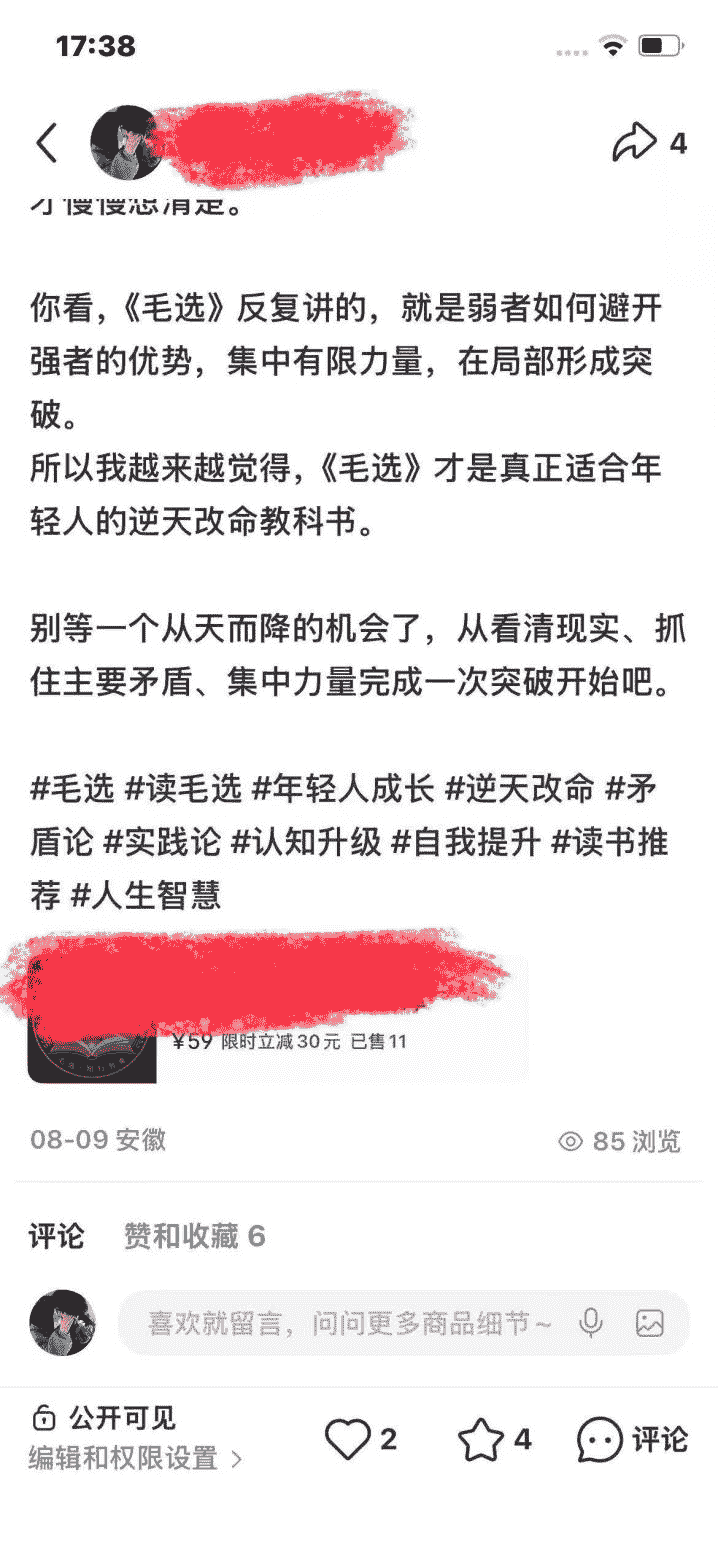 17:38
4
才慢慢想清楚。
你看，《毛选》反复讲的，就是弱者如何避开
强者的优势，集中有限力量，在局部形成突
破。
所以我越来越觉得，《毛选》才是真正适合年
轻人的逆天改命教科书。
别等一个从天而降的机会了，从看清现实、抓
住主要矛盾、集中力量完成一次突破开始吧。
#毛选 #读毛选 #年轻人成长 #逆天改命 #矛
盾论 #实践论 #认知升级 #自我提升 #读书推
荐 #人生智慧
¥59 限时立减30元 已售11
08-09 安徽
85 浏览
评论 赞和收藏 6
喜欢就留言，问问更多商品细节~
公开可见
编辑和权限设置 >
2
4
评论